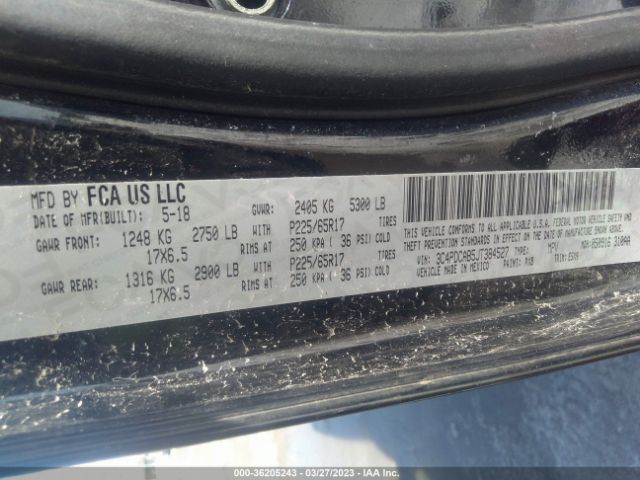 MFD BY FCA US LLC
DATE OF MFR(BUILT): 5-18 GVWR: 2405 KG 5300 LB
GAWR FRONT: 1248 KG 2750 LB WITH P225/65R17 TIRES
17X6.5 RIMS AT 250 KPA ( 36 PSI) COLD
GAWR REAR: 1316 KG 2900 LB WITH P225/65R17 TIRES
17X6.5 RIMS AT 250 KPA ( 36 PSI) COLD
THIS VEHICLE CONFORMS TO ALL APPLICABLE U.S.A. FEDERAL MOTOR VEHICLE SAFETY AND
THEFT PREVENTION STANDARDS IN EFFECT ON THE DATE OF MANUFACTURE SHOWN ABOVE.
VIN: 3C4PDCAB5JT394527 TYPE: MPV
VEHICLE MADE IN MEXICO PAINT: TRIM:
000-36205243 - 03/27/2023 - IAA Inc.